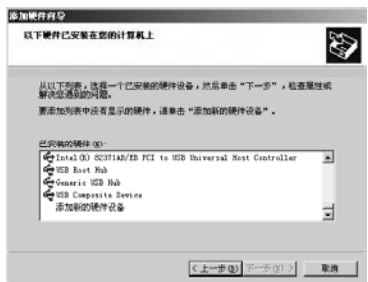 添加硬件向导
以下硬件已安装在您的计算机上
从以下列表，选择一个已安装的硬件设备，然后单击“下一步”，检查属性或
解决您遇到的问题。
要添加列表中没有显示的硬件，请单击“添加新的硬件设备”。
已安装的硬件(N):
Intel(R) 82371AB/EB PCI to USB Universal Host Controller
USB Root Hub
Generic USB Hub
USB Composite Device
添加新的硬件设备
<上一步(B) 下一步(N)> 取消